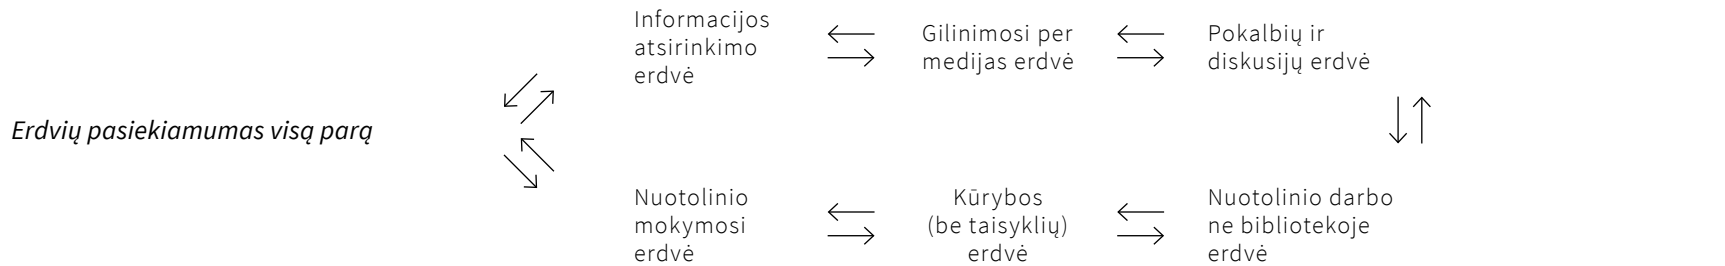 Informacijos
atsirinkimo
erdvė
Gilinimosi per
medijas erdvė
Pokalbių ir
diskusijų erdvė
Erdvių pasiekiamumas visą parą
Nuotolinio
mokymosi
erdvė
Kūrybos
(be taisyklių)
erdvė
Nuotolinio darbo
ne bibliotekoje
erdvė